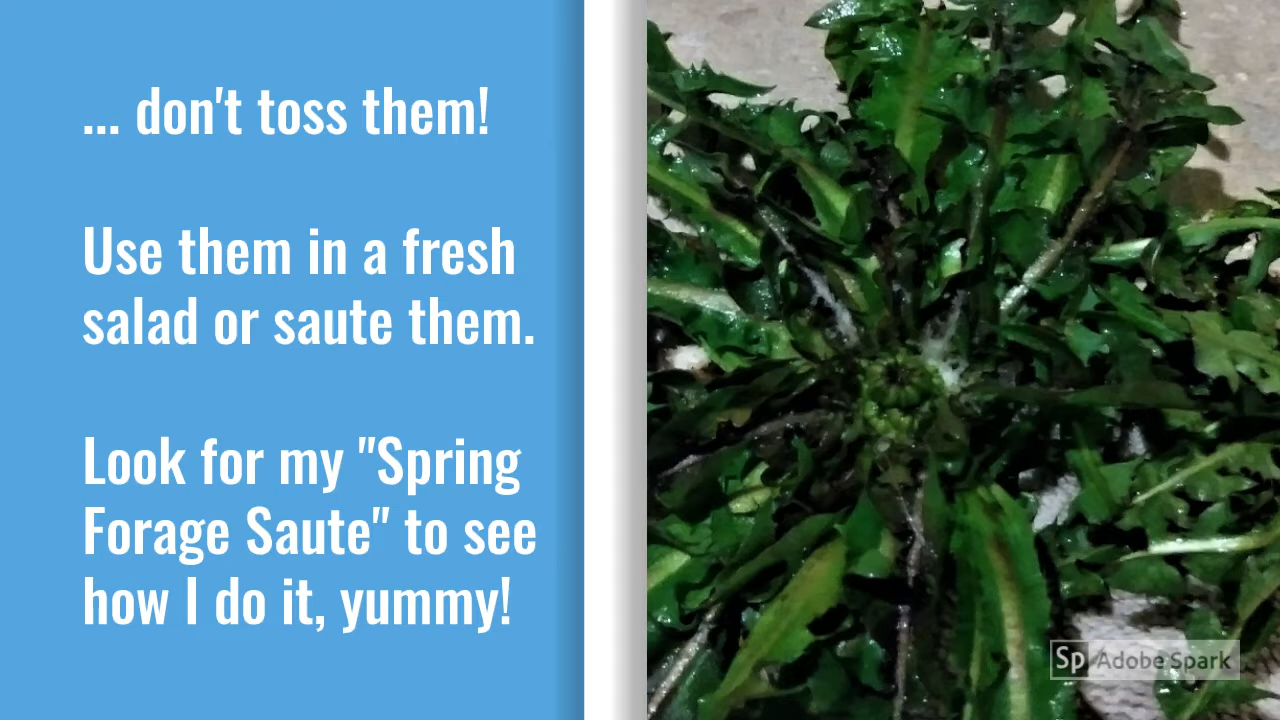 ... don't toss them!
Use them in a fresh
salad or saute them.
Look for my "Spring
Forage Saute" to see
how I do it, yummy!
Sp Adobe Spark